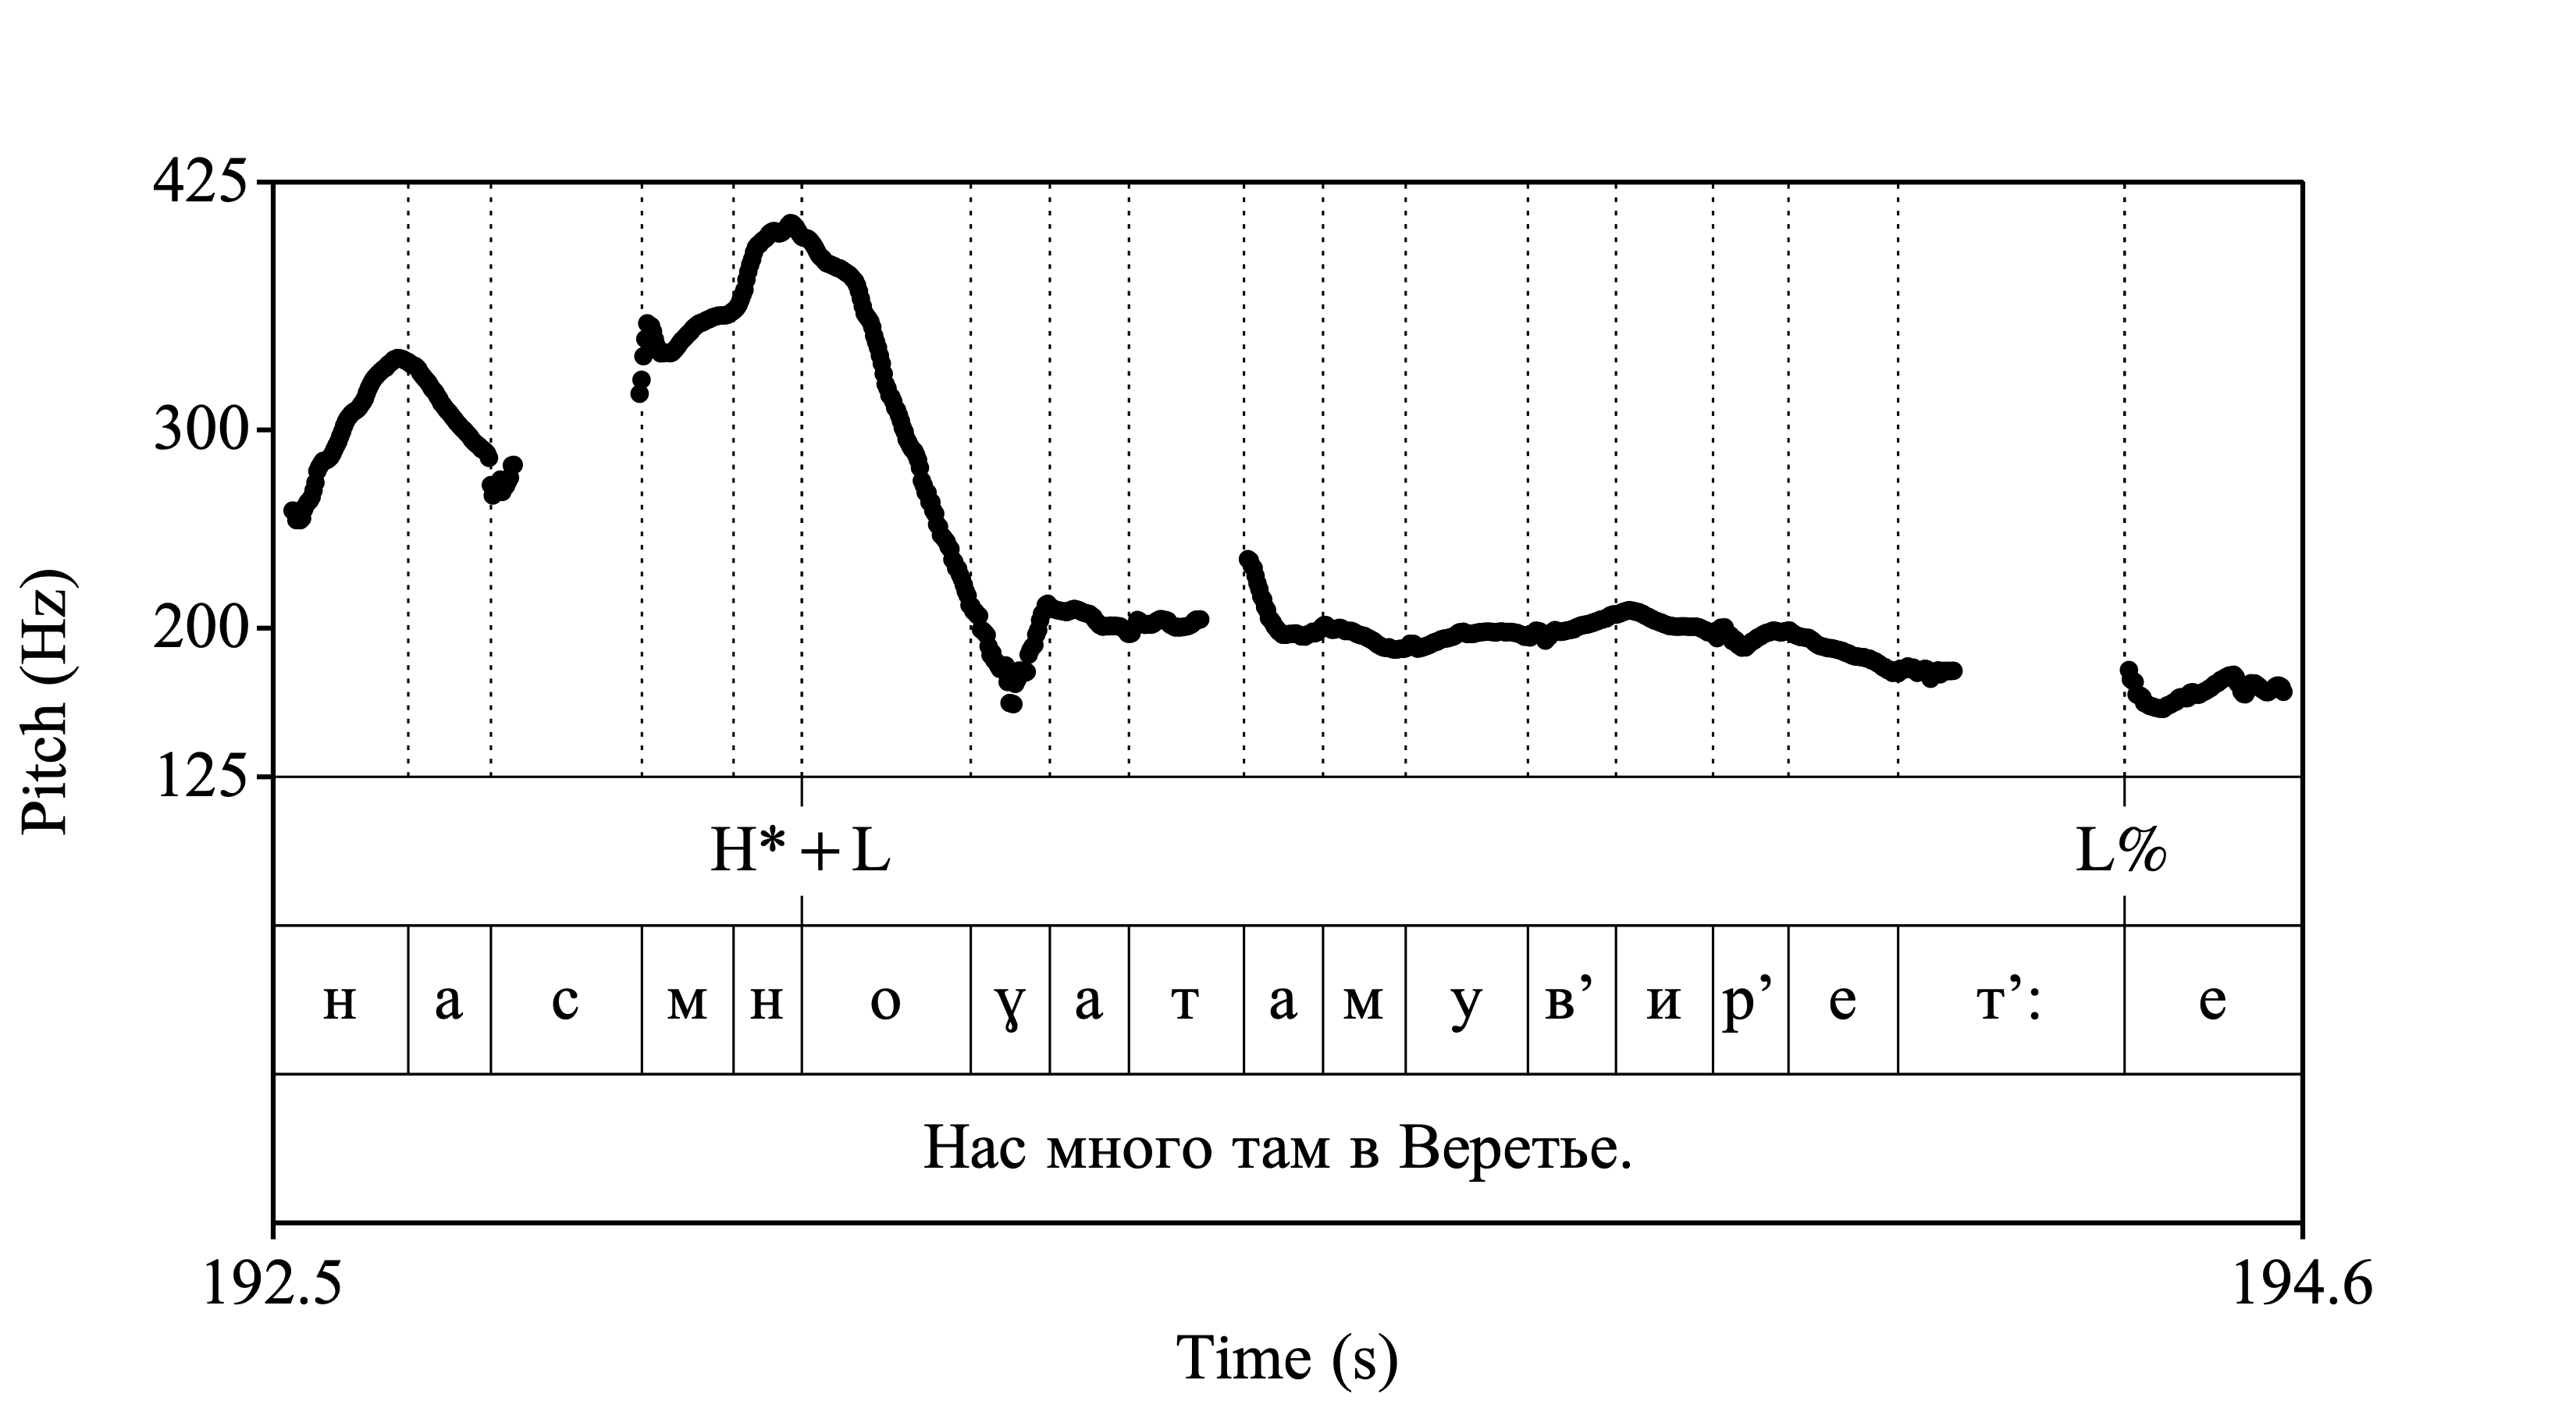 425
300
200
125
Pitch (Hz)
H* + L L%
н а с м н о ɣ а т а м у в’ и р’ е т’: е
Нас много там в Веретье.
192.5 194.6
Time (s)